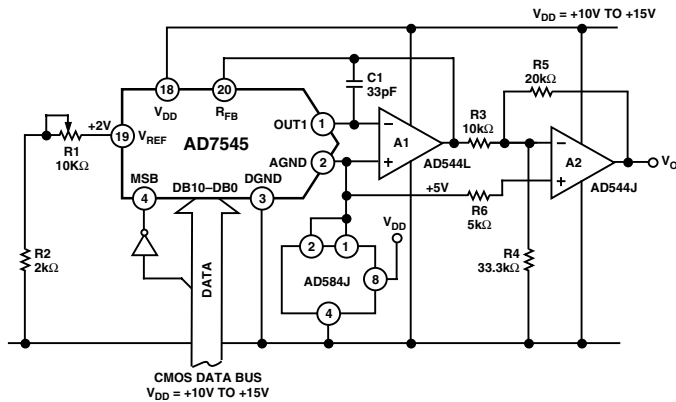 VDD = +10V TO +15V
18
20
VDD
RFB
C1
33pF
R5
20kΩ
OUT1
1
+2V
19
VREF
AD7545
R1
10KΩ
A1
AD544L
R3
10kΩ
A2
AD544J
VO
AGND
2
MSB
4
DB10–DB0
DGND
3
+5V
R6
5kΩ
VDD
2
1
8
AD584J
4
R2
2kΩ
R4
33.3kΩ
DATA
CMOS DATA BUS
VDD = +10V TO +15V